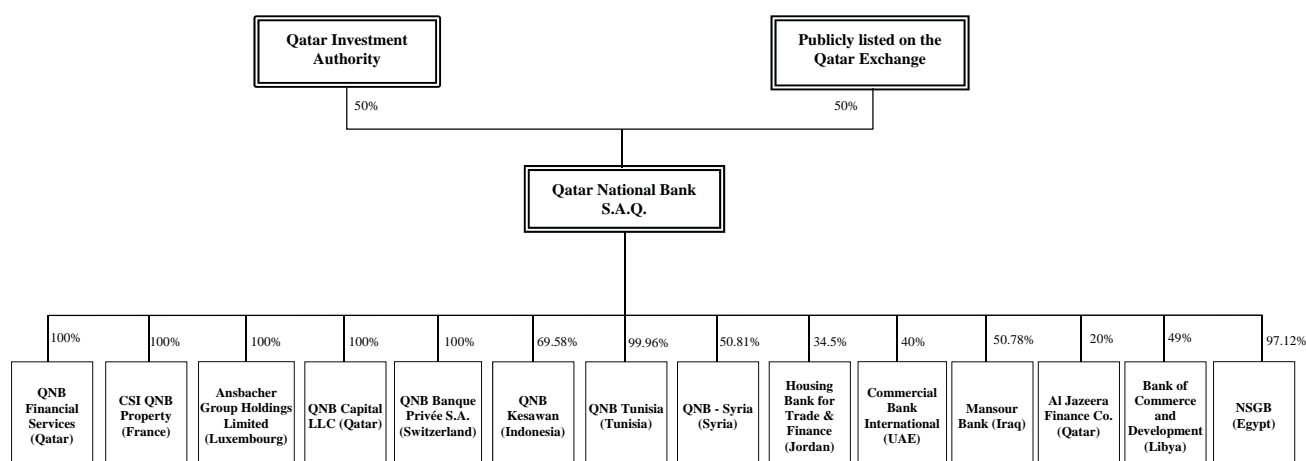 Qatar Investment
Authority
Publicly listed on the
Qatar Exchange
50%
50%
Qatar National Bank
S.A.Q.
100%
100%
100%
100%
100%
69.58%
99.96%
50.81%
34.5%
40%
50.78%
20%
49%
97.12%
QNB
Financial
Services
(Qatar)
CSI QNB
Property
(France)
Ansbacher
Group Holdings
Limited
(Luxembourg)
QNB Capital
LLC (Qatar)
QNB Banque
Privée S.A.
(Switzerland)
QNB
Kesawan
(Indonesia)
QNB Tunisia
(Tunisia)
QNB - Syria
(Syria)
Housing
Bank for
Trade &
Finance
(Jordan)
Commercial
Bank
International
(UAE)
Mansour
Bank (Iraq)
Al Jazeera
Finance Co.
(Qatar)
Bank of
Commerce
and
Development
(Libya)
NSGB
(Egypt)